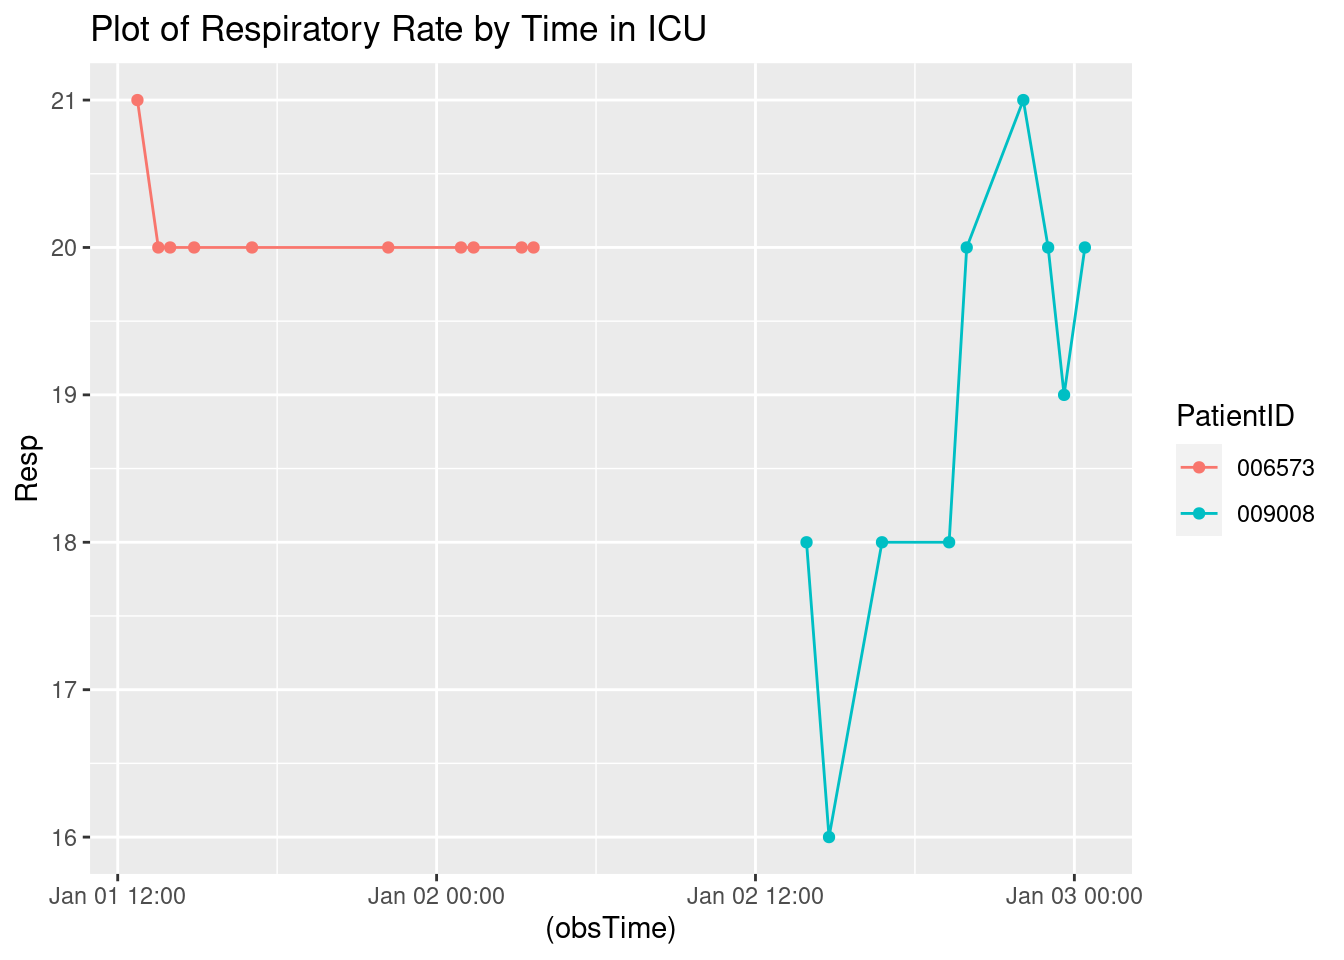 Plot of Respiratory Rate by Time in ICU
21
20
19
18
17
16
Resp
Jan 01 12:00
Jan 02 00:00
Jan 02 12:00
Jan 03 00:00
(obsTime)
PatientID
006573
009008